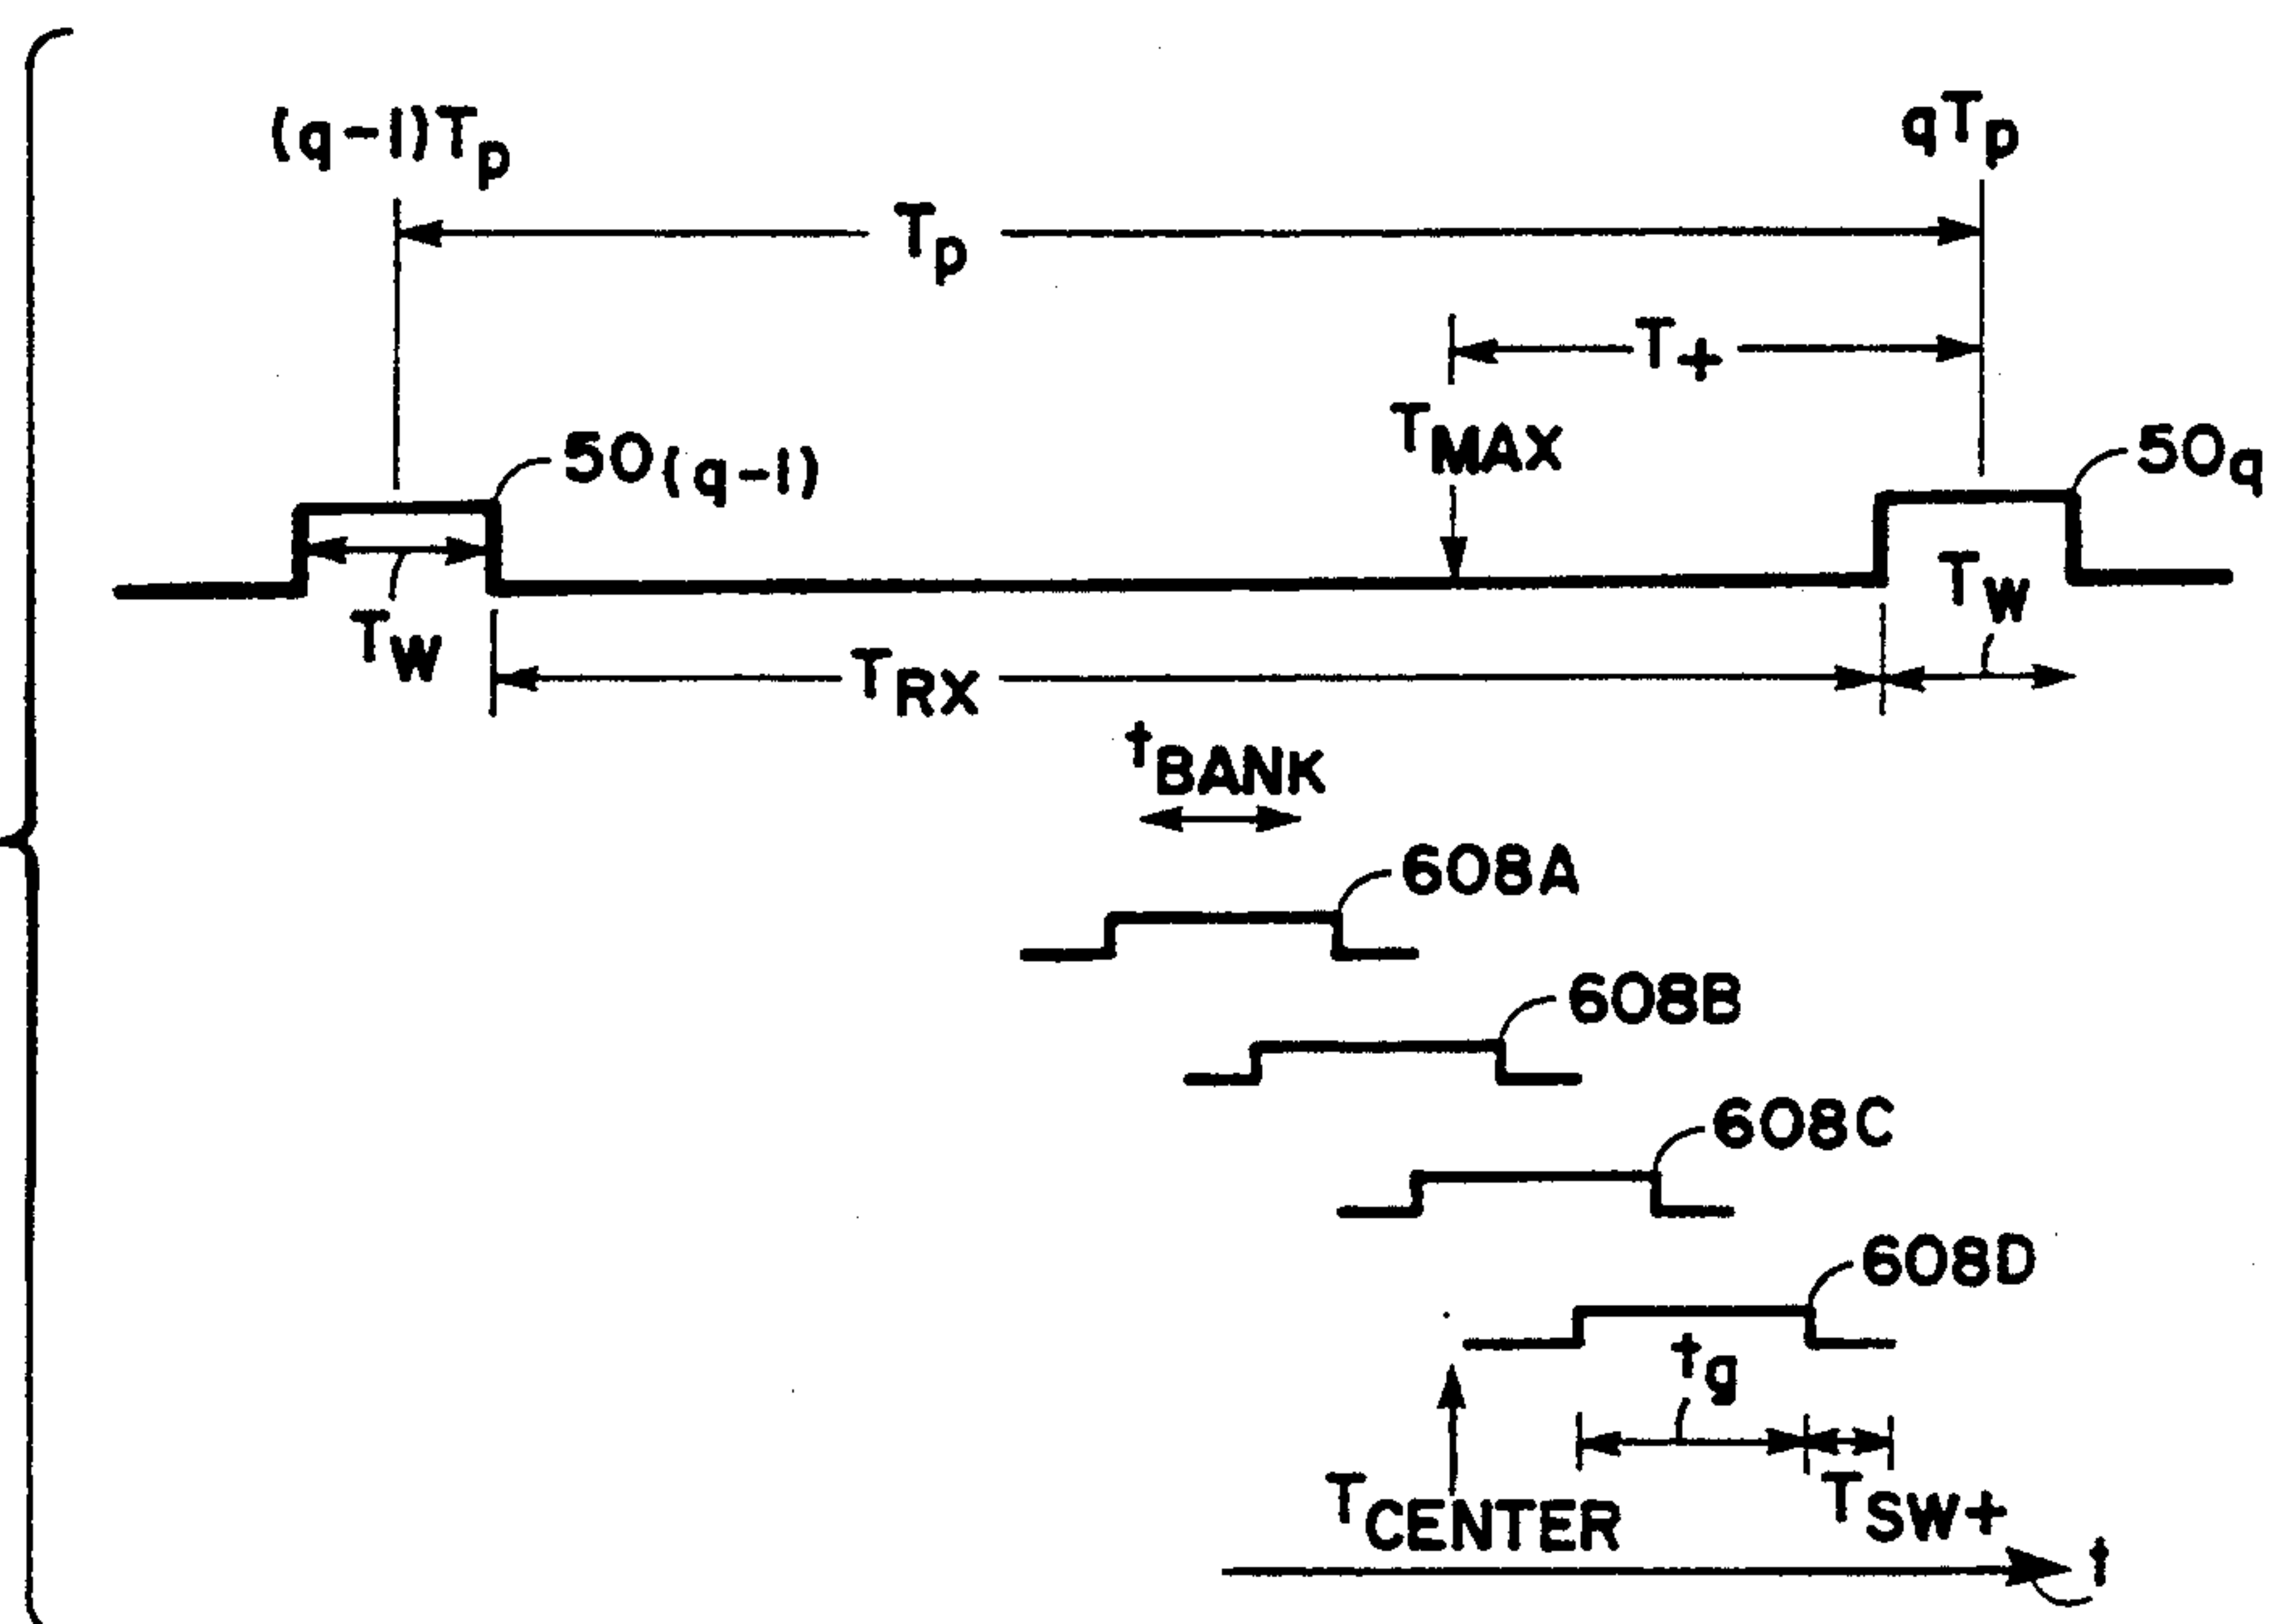 (q-1)Tp
qTp
Tp
T+
TMAX
50(q-1)
50q
TW
TW
TRX
tBANK
608A
608B
608C
608D
tg
TCENTER
TSW+
t